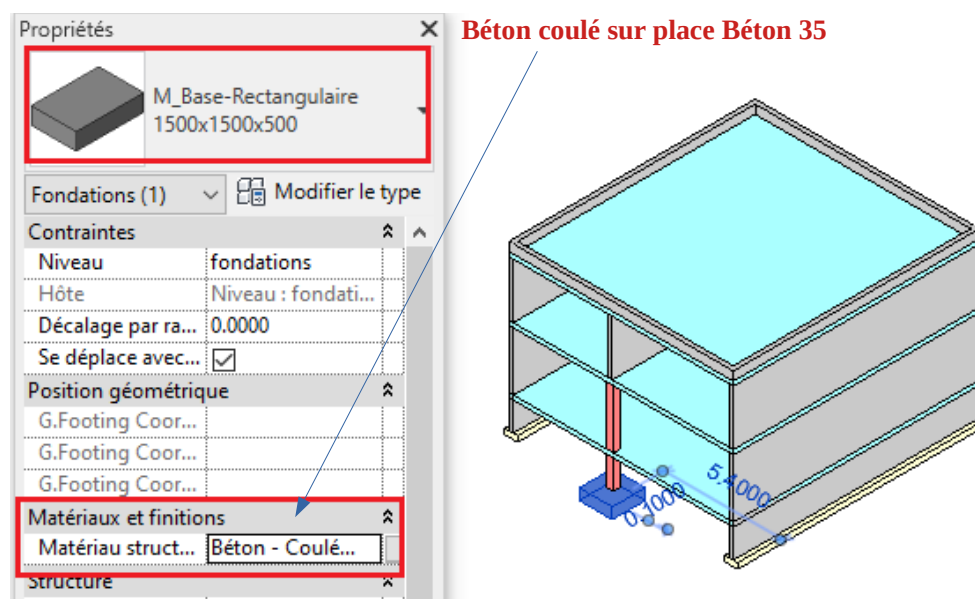 Propriétés
Béton coulé sur place Béton 35
M_Base-Rectangulaire
1500x1500x500
Fondations (1)
Modifier le type
Contraintes
Niveau fondations
Hôte Niveau : fondati...
Décalage par ra... 0.0000
Se déplace avec...
Position géométrique
G.Footing Coor...
G.Footing Coor...
G.Footing Coor...
Matériaux et finitions
Matériau struct... Béton - Coulé...
Structure
5.4000
0.1000